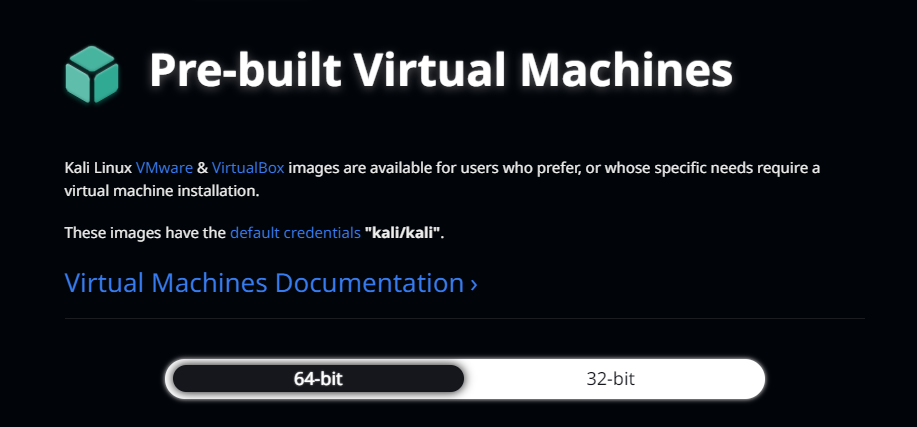 Pre-built Virtual Machines
Kali Linux VMware & VirtualBox images are available for users who prefer, or whose specific needs require a
virtual machine installation.
These images have the default credentials "kali/kali".
Virtual Machines Documentation ›
64-bit
32-bit